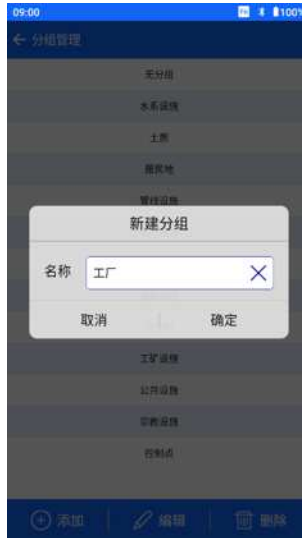 09:00 100%
分组管理
无分组
水系设施
土质
居民地
管线设施
新建分组
名称 工厂
取消 确定
工矿设施
公共设施
宗教设施
控制点
添加 编辑 删除